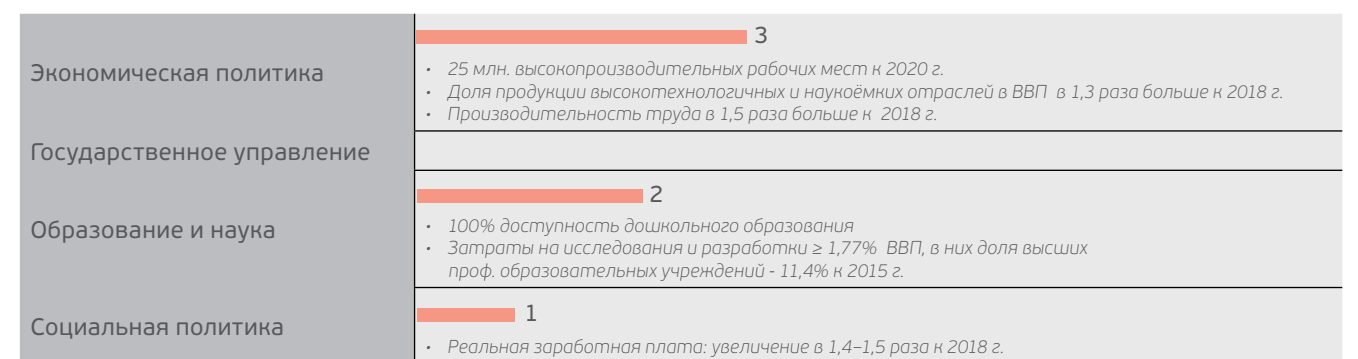 3
Экономическая политика
• 25 млн. высокопроизводительных рабочих мест к 2020 г.
• Доля продукции высокотехнологичных и наукоёмких отраслей в ВВП в 1,3 раза больше к 2018 г.
• Производительность труда в 1,5 раза больше к 2018 г.
Государственное управление
2
Образование и наука
• 100% доступность дошкольного образования
• Затраты на исследования и разработки ≥ 1,77% ВВП, в них доля высших
проф. образовательных учреждений - 11,4% к 2015 г.
1
Социальная политика
• Реальная заработная плата: увеличение в 1,4–1,5 раза к 2018 г.